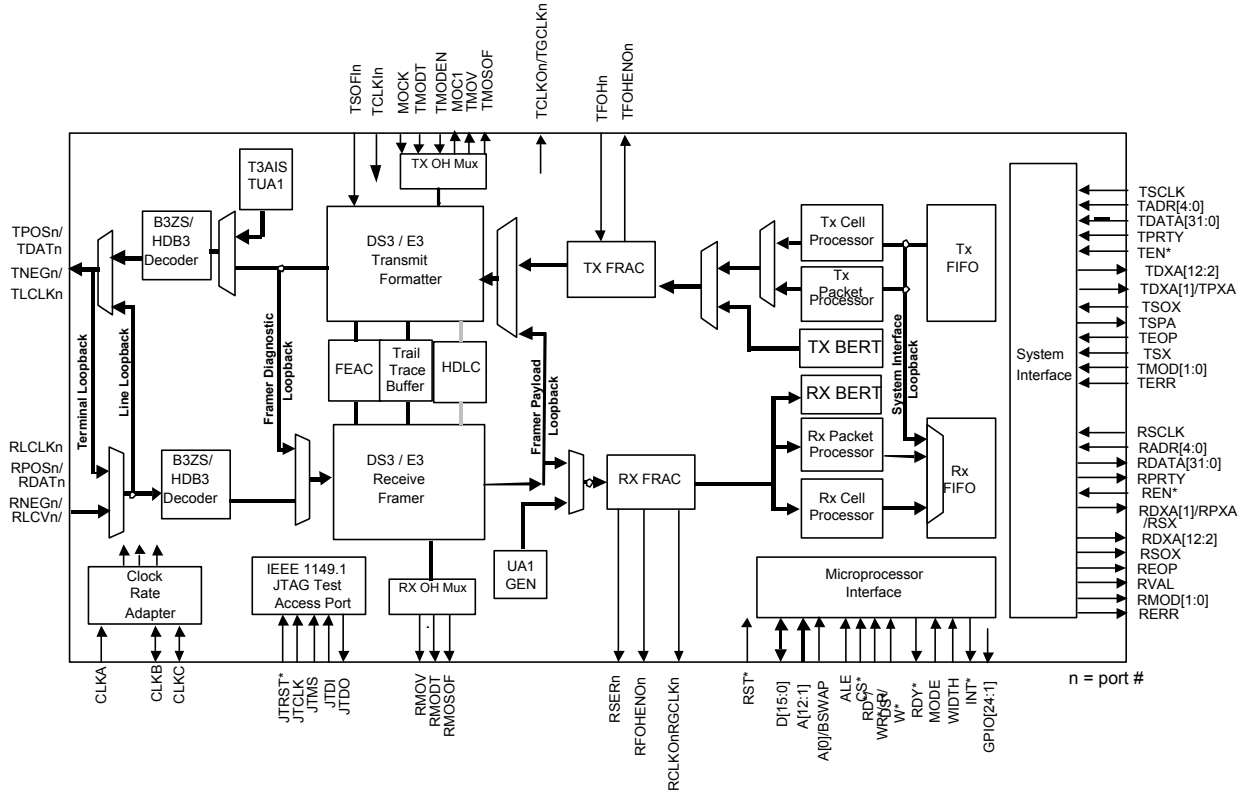 TSOFIn
TCLKIn
MOCK
TMODT
TMODEN
MOC1
TMOV
TMOSOF
TCLKOn/TGCLKn
TFOHn
TFOHENOn
T3AIS
TUA1
TX OH Mux
B3ZS/
HDB3
Decoder
DS3 / E3
Transmit
Formatter
TX FRAC
Tx Cell
Processor
Tx
Packet
Processor
Tx
FIFO
TX BERT
RX BERT
TPOSn/
TDATn
TNEGn/
TLCLKn
Terminal Loopback
Line Loopback
Framer Diagnostic
Loopback
FEAC
Trail
Trace
Buffer
HDLC
Framer Payload
Loopback
System Interface
Loopback
System
Interface
TSCLK
TADR[4:0]
TDATA[31:0]
TPRTY
TEN*
TDXA[12:2]
TDXA[1]/TPXA
TSOX
TSPA
TEOP
TSX
TMOD[1:0]
TERR
RSCLK
RADR[4:0]
RDATA[31:0]
RPRTY
REN*
RDXA[1]/RPXA
/RSX
RDXA[12:2]
RSOX
REOP
RVAL
RMOD[1:0]
RERR
RLCLKn
RPOSn/
RDATn
RNEGn/
RLCVn/
B3ZS/
HDB3
Decoder
DS3 / E3
Receive
Framer
RX FRAC
Rx Packet
Processor
Rx Cell
Processor
Rx
FIFO
Clock
Rate
Adapter
IEEE 1149.1
JTAG Test
Access Port
RX OH Mux
UA1
GEN
Microprocessor
Interface
CLKA
CLKB
CLKC
JTRST*
JTCLK
JTMS
JTDI
JTDO
RMOV
RMODT
RMOSOF
RSERn
RFOHENOn
RCLKOnRGCLKn
RST*
D[15:0]
A[12:1]
A[0]/BSWAP
ALE
CS*
W*
RDY*
MODE
WIDTH
INT*
GPIO[24:1]
n = port #